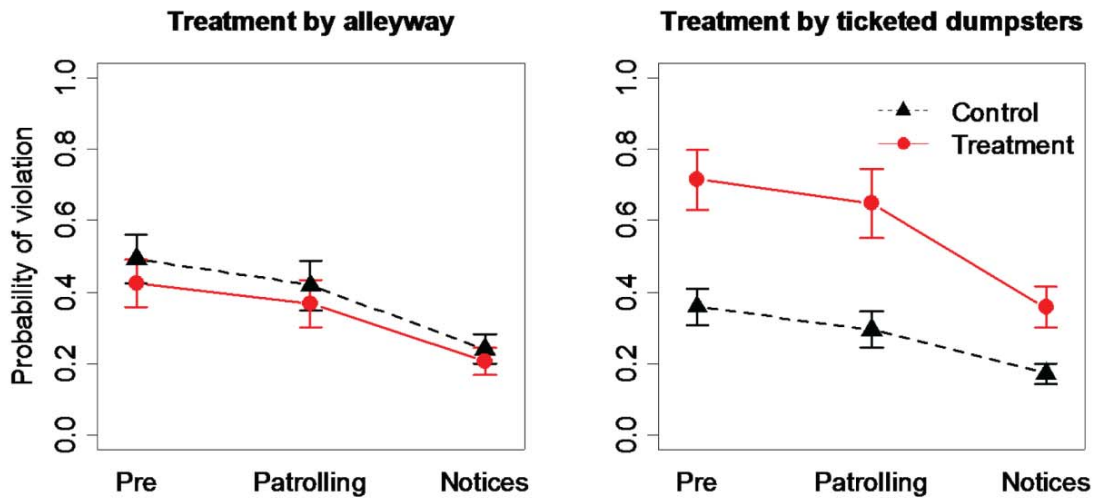 Treatment by alleyway
Probability of violation
1.0
0.8
0.6
0.4
0.2
0.0
Pre Patrolling Notices
Treatment by ticketed dumpsters
1.0
0.8
0.6
0.4
0.2
0.0
Control
Treatment
Pre Patrolling Notices